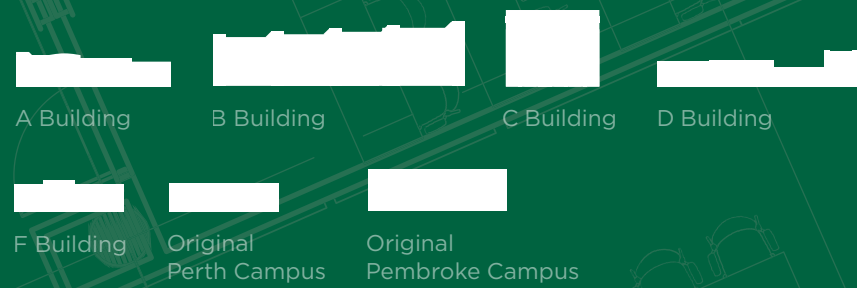 A Building
B Building
C Building
D Building
F Building
Original
Perth Campus
Original
Pembroke Campus